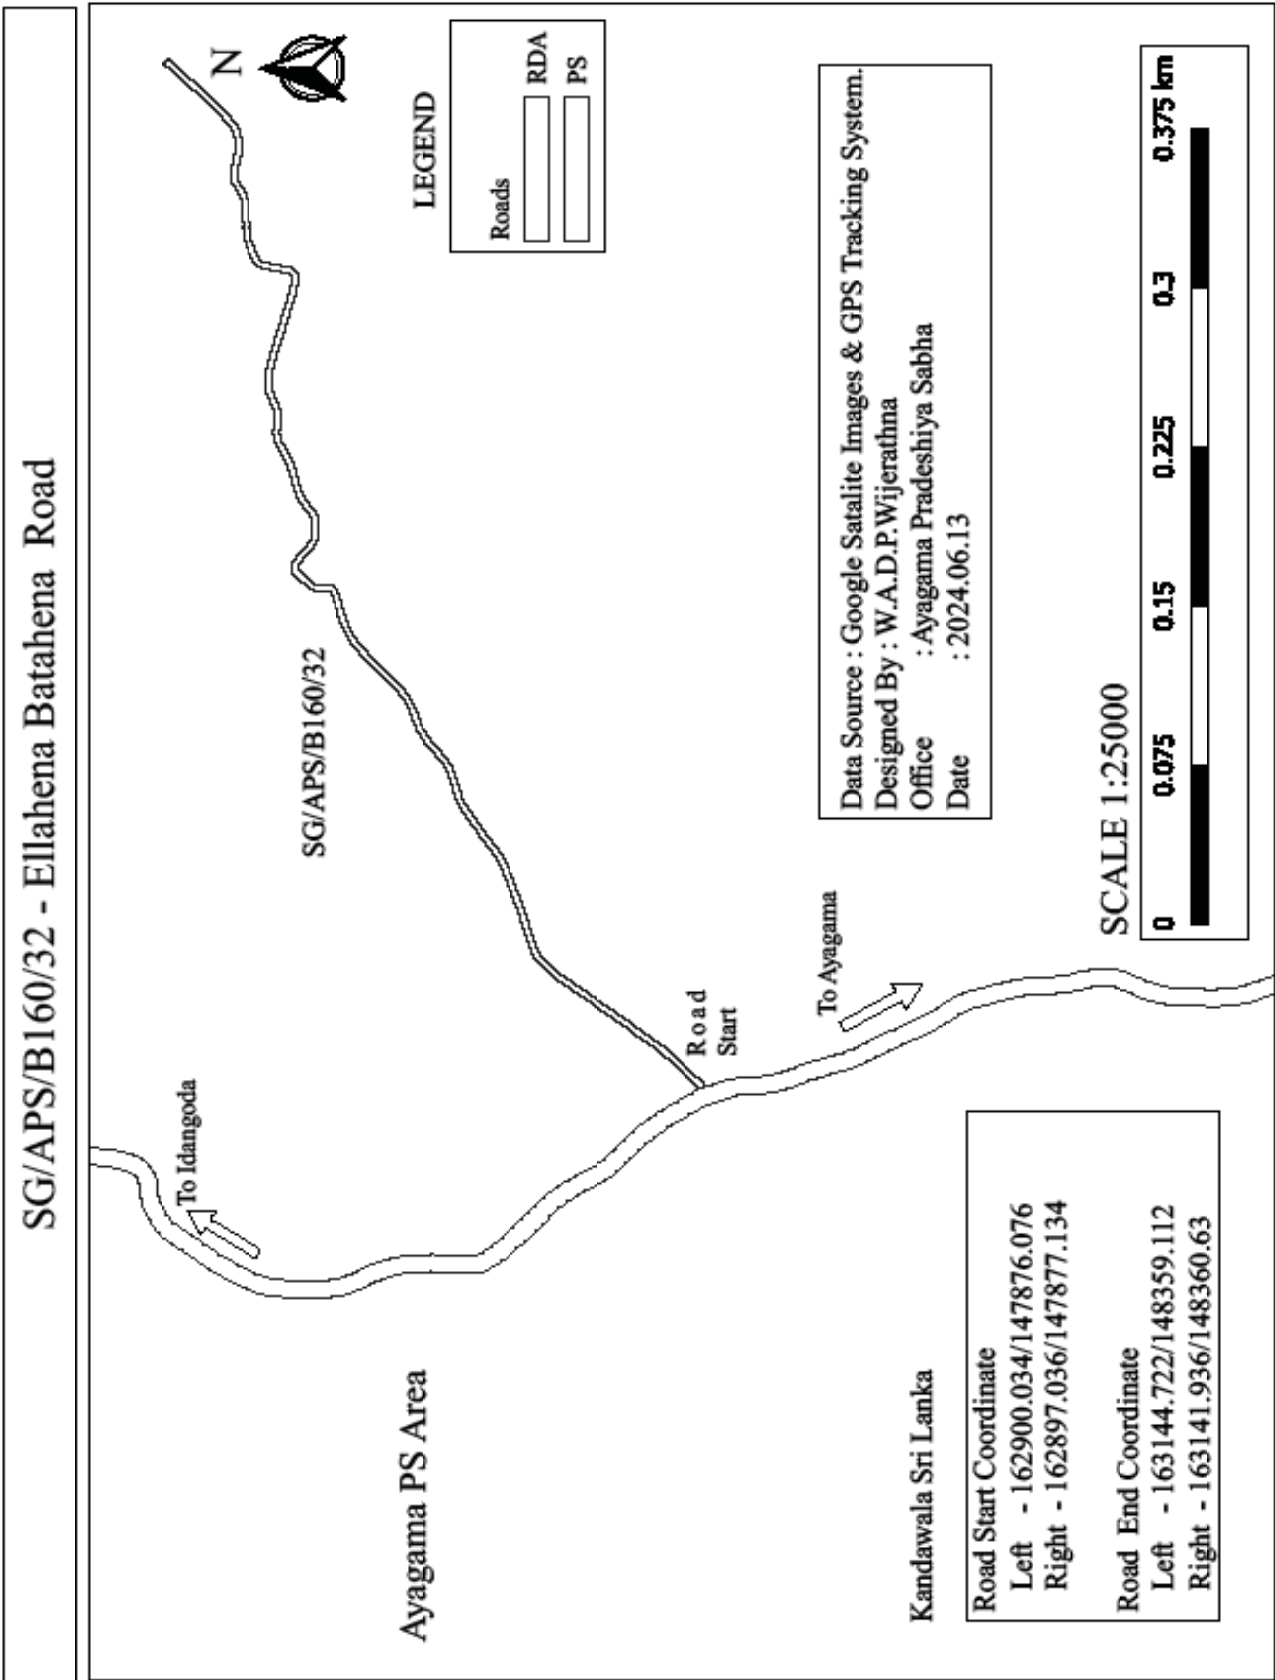 SG/APS/B160/32 - Ellahena Batahena Road
N
LEGEND
Roads
RDA
PS
SG/APS/B160/32
To Idangoda
Road
Start
To Ayagama
Ayagama PS Area
Data Source : Google Satalite Images & GPS Tracking System.
Designed By : W.A.D.P.Wijerathna
Office : Ayagama Pradeshiya Sabha
Date : 2024.06.13
Kandawala Sri Lanka
Road Start Coordinate
Left - 162900.034/147876.076
Right - 162897.036/147877.134
Road End Coordinate
Left - 163144.722/148359.112
Right - 163141.936/148360.63
SCALE 1:25000
0 0.075 0.15 0.225 0.3 0.375 km